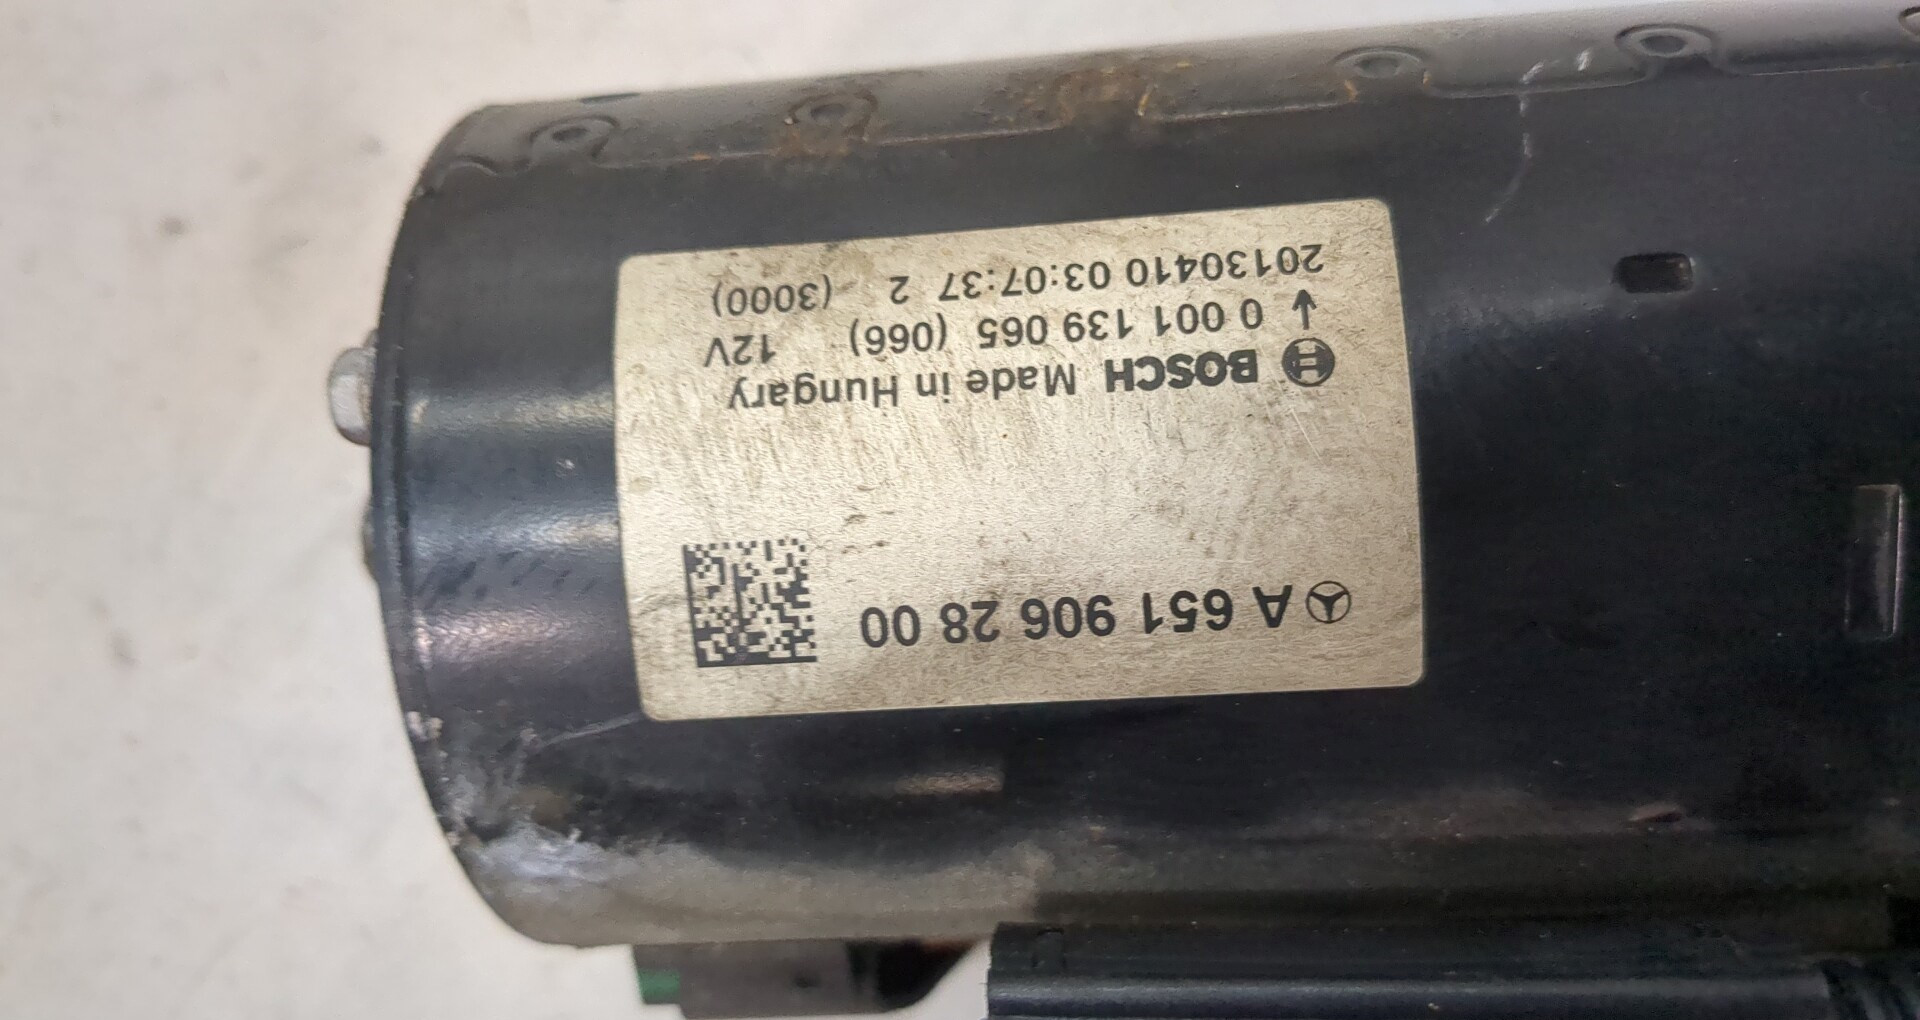 A 651 906 28 00
BOSCH Made in Hungary
0 001 139 065 (066) 12V
20130410 03:07:37 2 (3000)